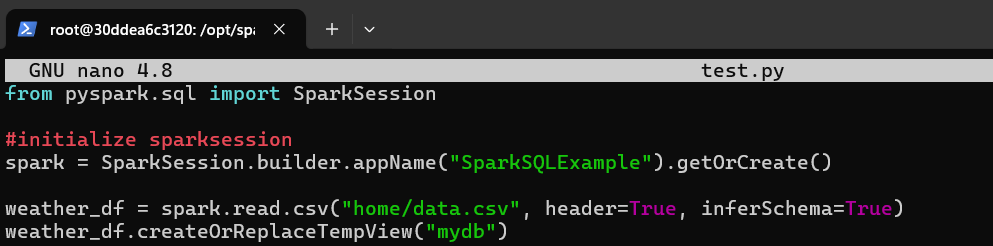 root@30ddea6c3120: /opt/spa
GNU nano 4.8 test.py
from pyspark.sql import SparkSession
#initialize sparksession
spark = SparkSession.builder.appName("SparkSQLExample").getOrCreate()
weather_df = spark.read.csv("home/data.csv", header=True, inferSchema=True)
weather_df.createOrReplaceTempView("mydb")